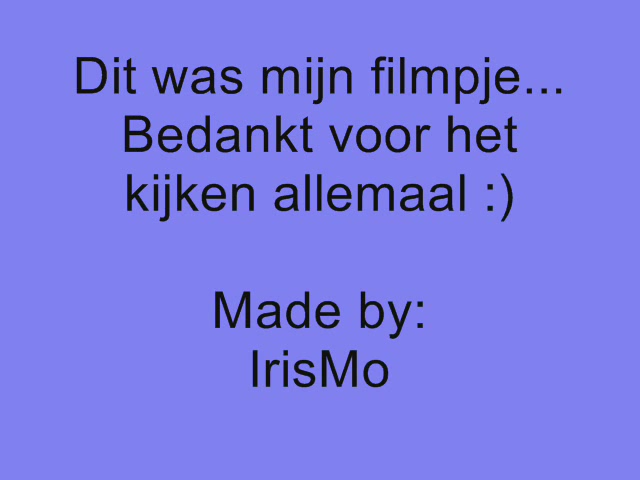 Dit was mijn filmpje...
Bedankt voor het
kijken allemaal :)
Made by:
IrisMo